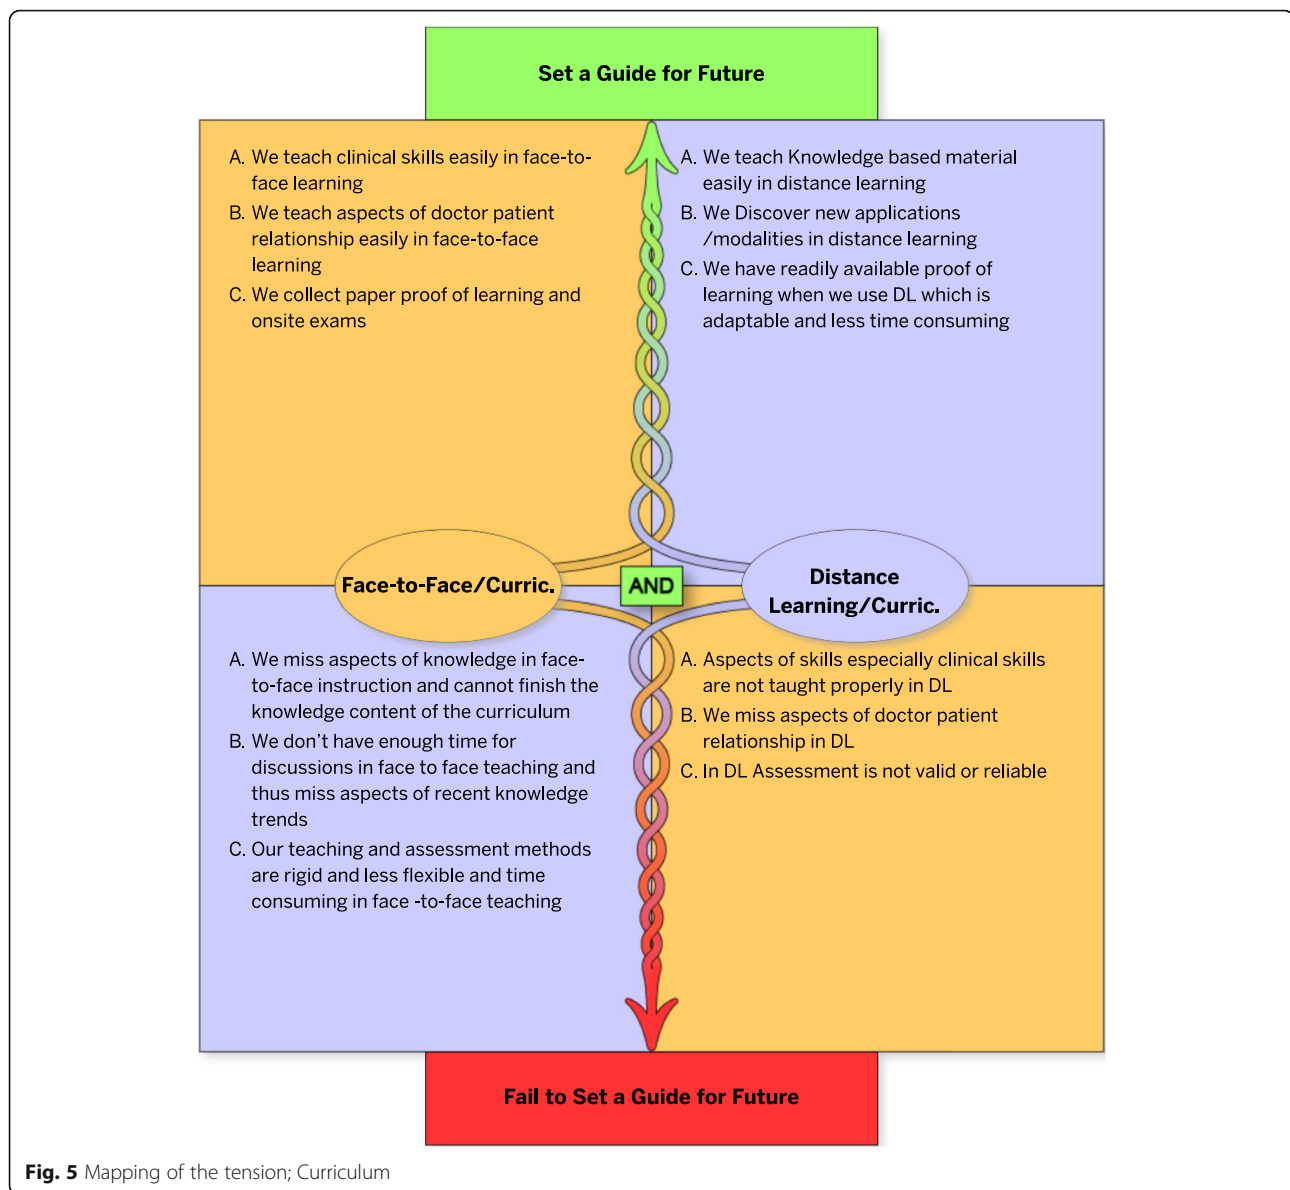 Set a Guide for Future
A. We teach clinical skills easily in face-to-
face learning
B. We teach aspects of doctor patient
relationship easily in face-to-face
learning
C. We collect paper proof of learning and
onsite exams
A. We teach Knowledge based material
easily in distance learning
B. We Discover new applications
/modalities in distance learning
C. We have readily available proof of
learning when we use DL which is
adaptable and less time consuming
Face-to-Face/Curric.
AND
Distance
Learning/Curric.
A. We miss aspects of knowledge in face-
to-face instruction and cannot finish the
knowledge content of the curriculum
B. We don't have enough time for
discussions in face to face teaching and
thus miss aspects of recent knowledge
trends
C. Our teaching and assessment methods
are rigid and less flexible and time
consuming in face -to-face teaching
A. Aspects of skills especially clinical skills
are not taught properly in DL
B. We miss aspects of doctor patient
relationship in DL
C. In DL Assessment is not valid or reliable
Fail to Set a Guide for Future
Fig. 5 Mapping of the tension; Curriculum